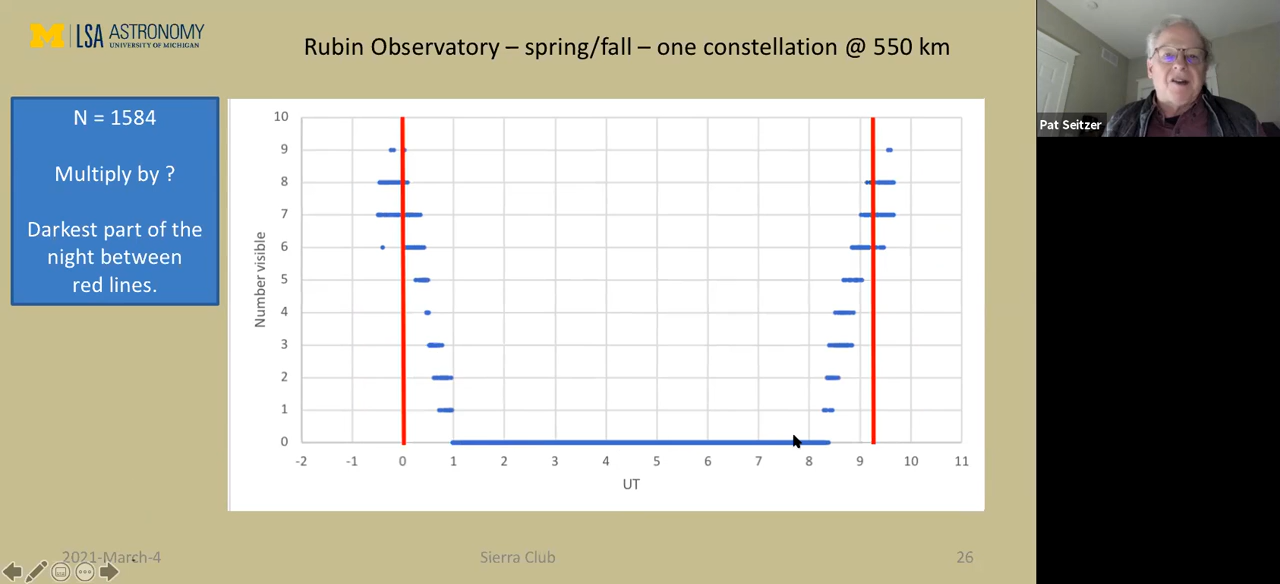 M | LSA ASTRONOMY
UNIVERSITY OF MICHIGAN
Rubin Observatory – spring/fall – one constellation @ 550 km
Pat Seitzer
N = 1584
Multiply by ?
Darkest part of the
night between
red lines.
Number visible
10
9
8
7
6
5
4
3
2
1
0
-2 -1 0 1 2 3 4 5 6 7 8 9 10 11
UT
2021-March-4
Sierra Club
26